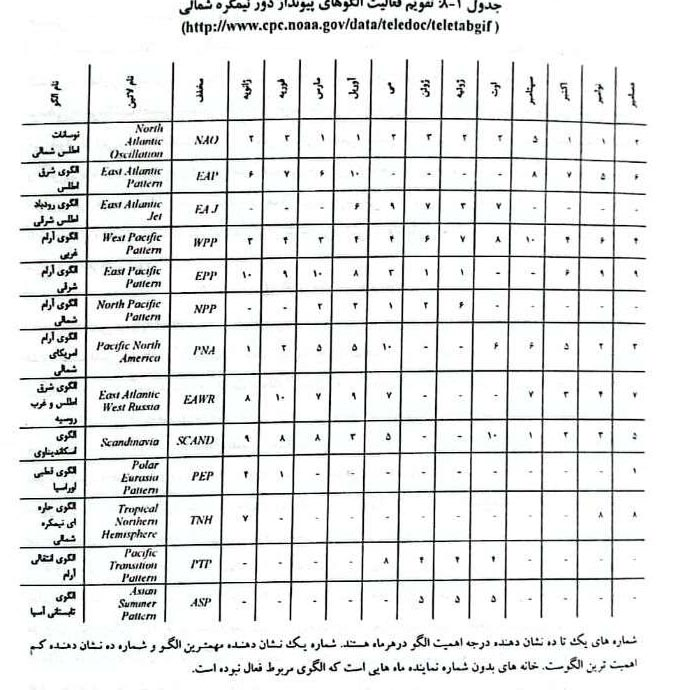 جدول ۱-۸: تقویم فعالیت الگوهای پیونداز دور نیمکره شمالی
(http://www.cpc.noaa.gov/data/teledoc/teletabgif)
نام الگو نام لاتین مخفف ژانویه فوریه مارس آوریل می ژوئن ژولیه اوت سپتامبر اکتبر نوامبر دسامبر
نوسانات اطلس شمالی North Atlantic Oscillation NAO ۲ ۲ ۱ ۱ ۲ ۳ ۲ ۲ ۵ ۱ ۱ ۲
الگوی شرق اطلس East Atlantic Pattern EAP ۶ ۷ ۶ ۱۰ - - - - ۸ ۷ ۵ ۶
الگوی رودباد اطلس شرقی East Atlantic Jet EAJ - - - ۶ ۹ ۷ ۳ ۷ - - - -
الگوی آرام غربی West Pacific Pattern WPP ۳ ۴ ۳ ۴ ۴ ۶ ۷ ۸ ۱۰ ۴ ۶ ۴
الگوی آرام شرقی East Pacific Pattern EPP ۱۰ ۹ ۱۰ ۸ ۳ ۱ ۱ - - ۶ ۹ ۹
الگوی آرام شمالی North Pacific Pattern NPP - - ۲ ۲ ۱ ۲ ۶ - - - - -
الگوی آرام امریکای شمالی Pacific North America PNA ۱ ۲ ۵ ۵ ۱۰ - - ۶ ۶ ۵ ۲ ۳
الگوی شرق اطلس و غرب روسیه East Atlantic West Russia EAWR ۸ ۱۰ ۷ ۹ ۷ - - - ۷ ۳ ۴ ۷
الگوی اسکاندیناوی Scandinavia SCAND ۹ ۸ ۸ ۳ ۵ - - ۱۰ ۱ ۲ ۳ ۵
الگوی قطبی اوراسیا Polar Eurasia Pattern PEP ۴ ۱ - - - - - - - - - ۱
الگوی حاره ای نیمکره شمالی Tropical Northern Hemisphere TNH ۷ - - - - - - - - - ۸ ۸
الگوی انتقالی آرام Pacific Transition Pattern PTP - - - - ۸ ۴ ۴ ۴ - - - -
الگوی تابستانی آسیا Asian Summer Pattern ASP - - - - - ۵ ۵ ۵ - - - -
شماره های یک تا ده نشان دهنده درجه اهمیت الگو درهرماه هستند. شماره یک نشان دهنده مهمترین الگو و شماره ده نشان دهنده کم
اهمیت ترین الگوست. خانه های بدون شماره نماینده ماه هایی است که الگوی مربوط فعال نبوده است.